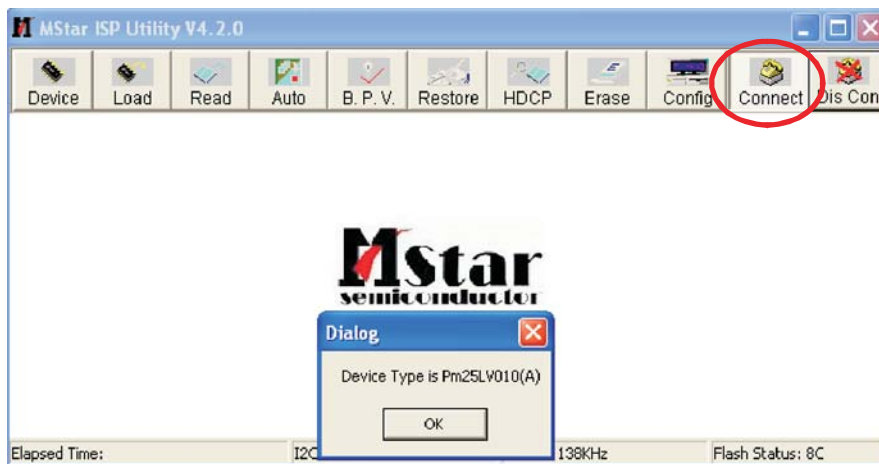 MStar ISP Utility V4.2.0
Device Load Read Auto B. P. V. Restore HDCP Erase Config Connect Dis Con
MStar
semiconductor
Dialog
Device Type is Pm25LV010(A)
OK
Elapsed Time: I2C 138KHz Flash Status: 8C